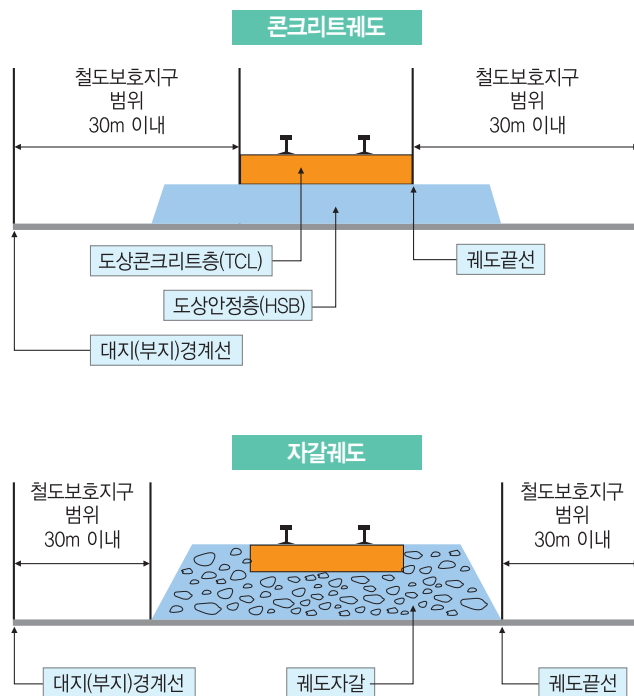 콘크리트궤도
철도보호지구
범위
30m 이내
철도보호지구
범위
30m 이내
도상콘크리트층(TCL)
궤도끝선
도상안정층(HSB)
대지(부지)경계선
자갈궤도
철도보호지구
범위
30m 이내
철도보호지구
범위
30m 이내
대지(부지)경계선
궤도자갈
궤도끝선